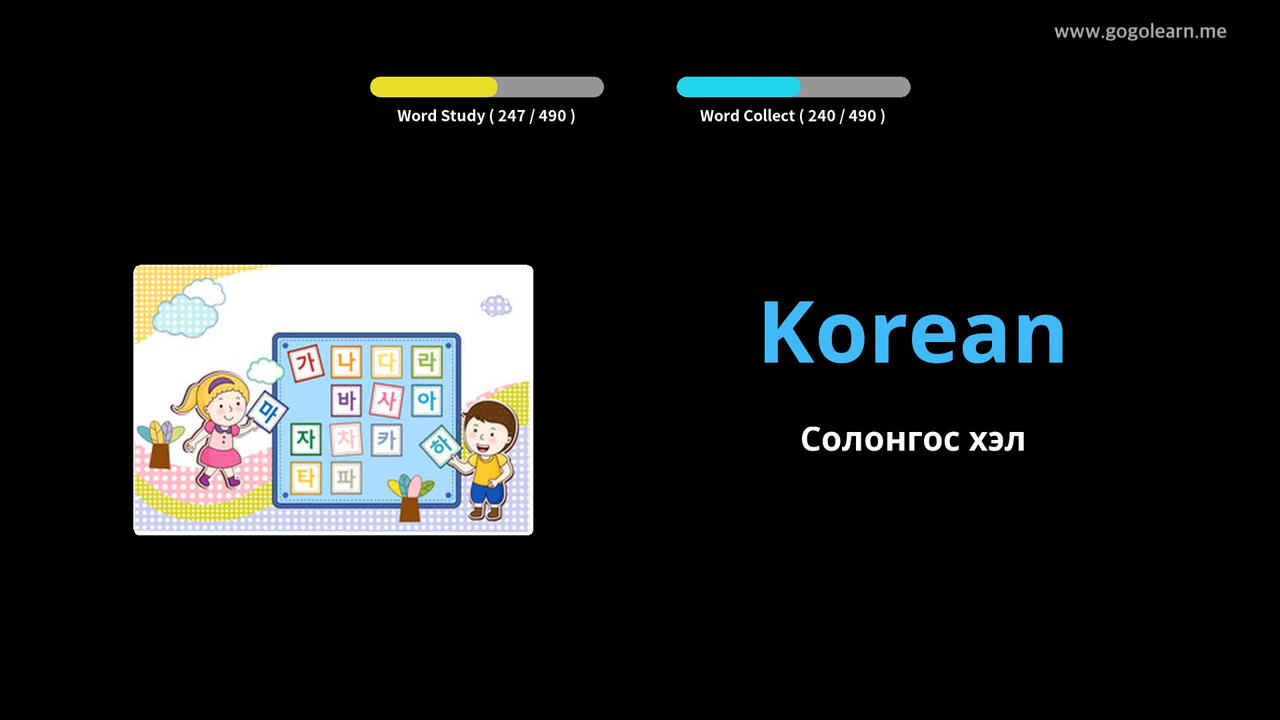 www.gogolearn.me
Word Study ( 247 / 490 )
Word Collect ( 240 / 490 )
가 나 다 라
마 바 사 아
자 차 카 하
타 파
Korean
Солонгос хэл